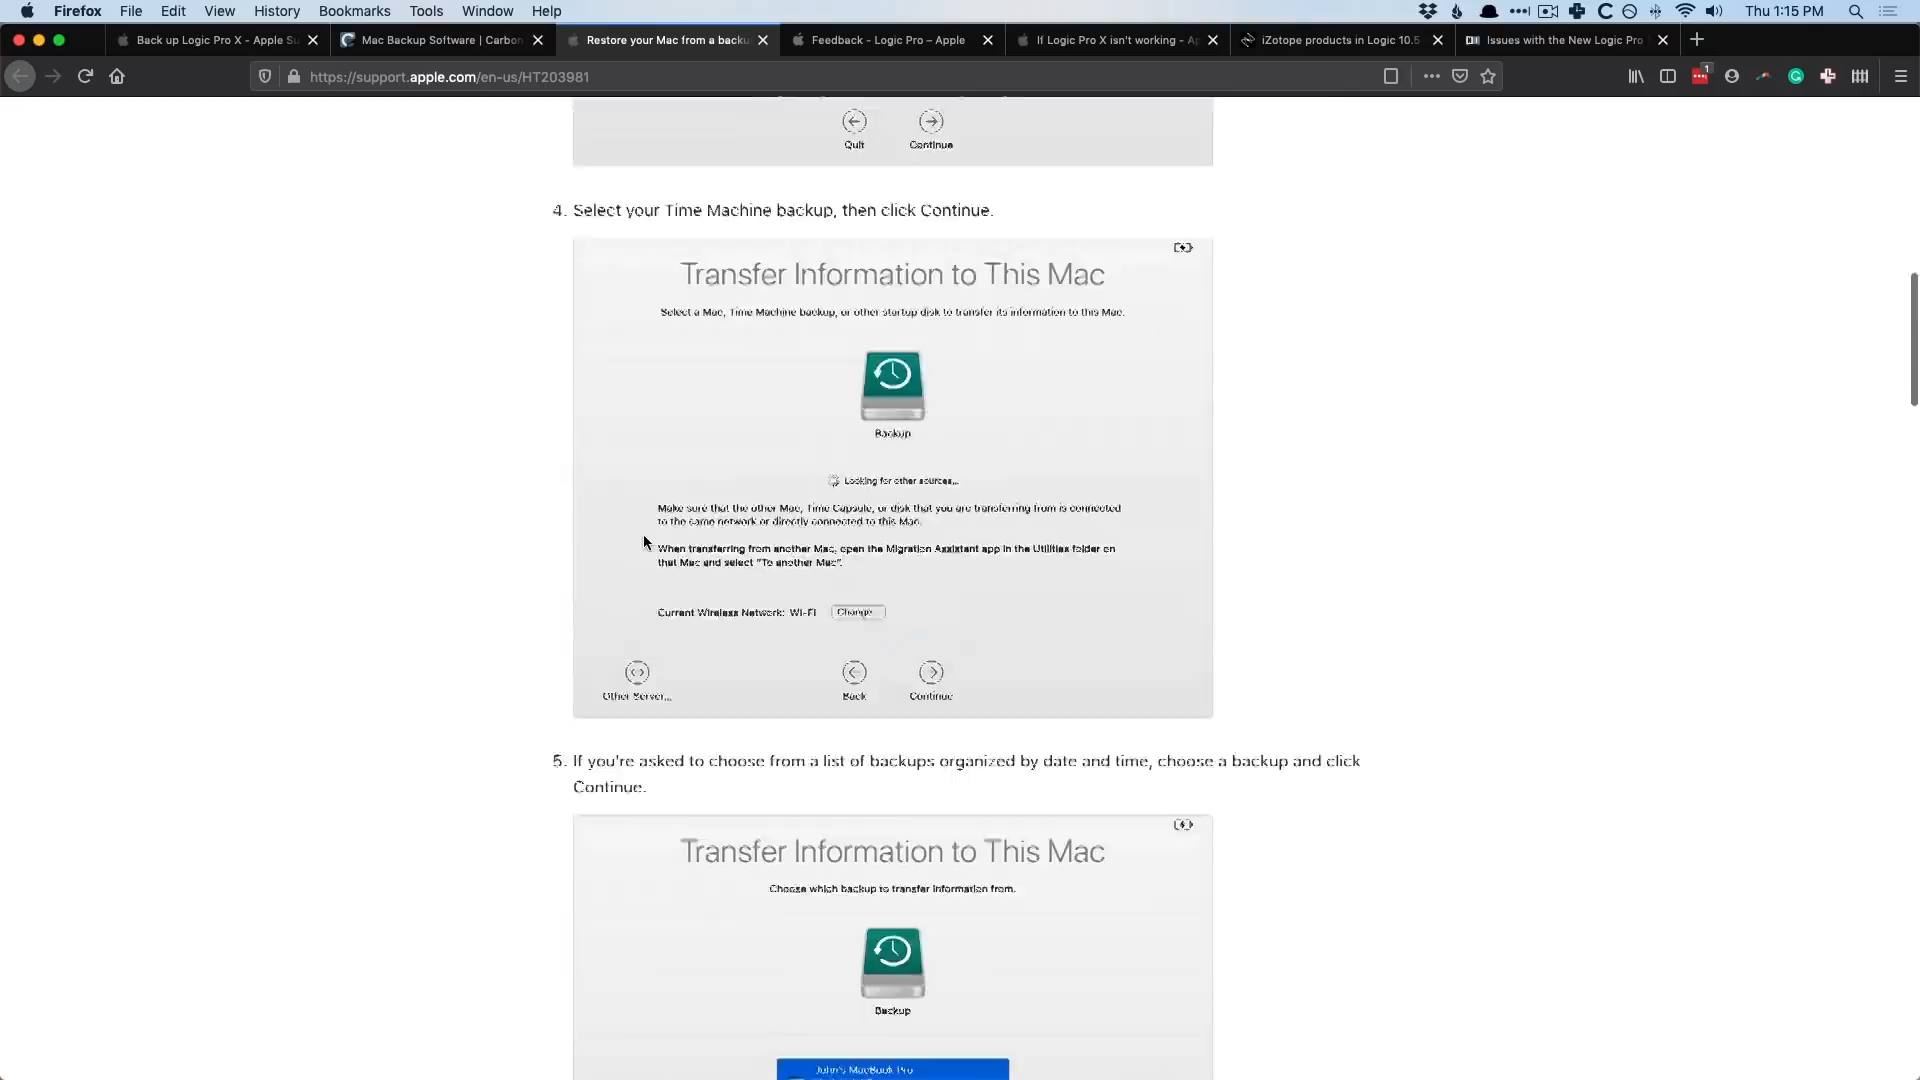 Firefox File Edit View History Bookmarks Tools Window Help Thu 1:15 PM
Back up Logic Pro X - Apple Su Mac Backup Software | Carbon Restore your Mac from a backu Feedback - Logic Pro – Apple If Logic Pro X isn't working - Ap iZotope products in Logic 10.5 Issues with the New Logic Pro
https://support.apple.com/en-us/HT203981 1
Quit Continue
4. Select your Time Machine backup, then click Continue.
Transfer Information to This Mac
Select a Mac, Time Machine backup, or other startup disk to transfer its information to this Mac.
Backup
Looking for other sources...
Make sure that the other Mac, Time Capsule, or disk that you are transferring from is connected
to the same network or directly connected to this Mac.
When transferring from another Mac, open the Migration Assistant app in the Utilities folder on
that Mac and select "To another Mac".
Current Wireless Network: Wi-Fi Change...
Other Server... Back Continue
5. If you're asked to choose from a list of backups organized by date and time, choose a backup and click
Continue.
Transfer Information to This Mac
Choose which backup to transfer information from.
Backup
John's MacBook Pro